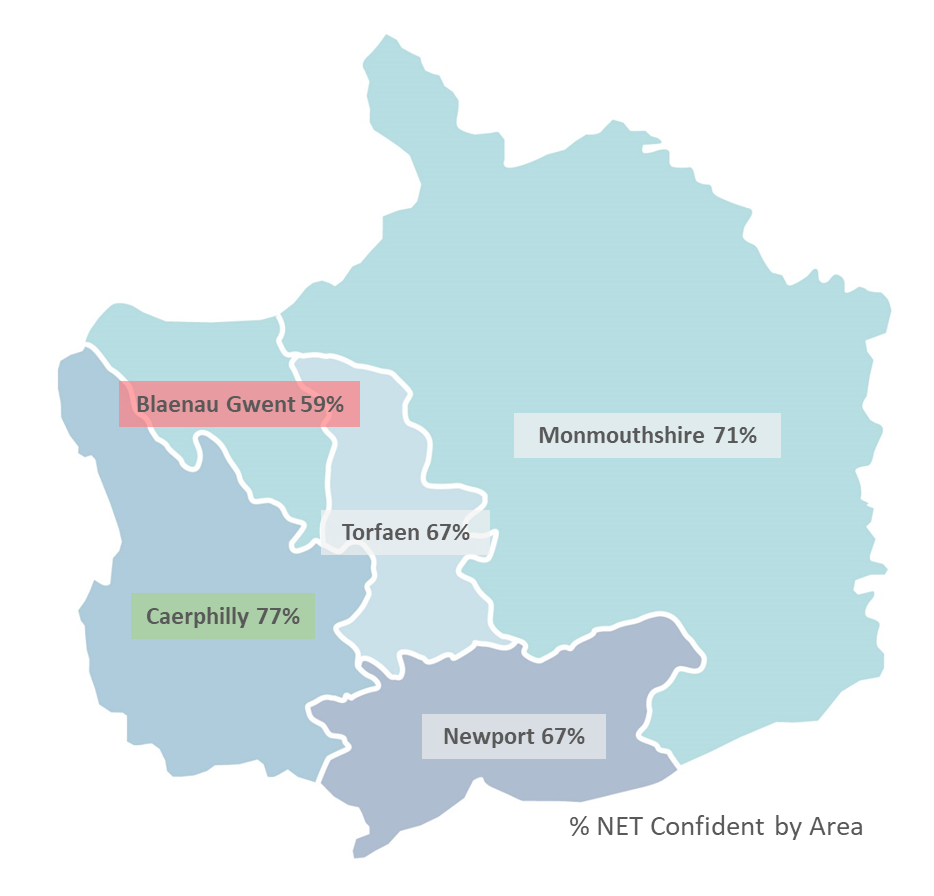 Blaenau Gwent 59%
Monmouthshire 71%
Torfaen 67%
Caerphilly 77%
Newport 67%
% NET Confident by Area